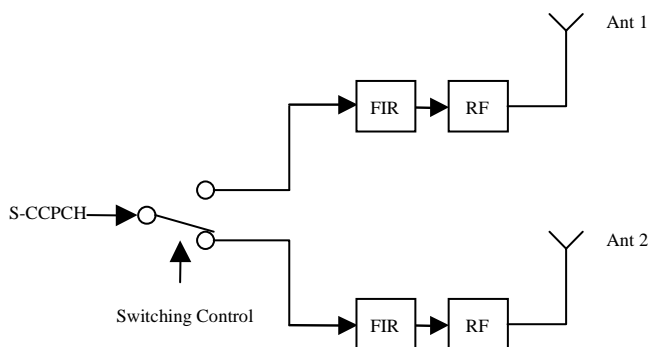 Ant 1
FIR
RF
S-CCPCH
Ant 2
Switching Control
FIR
RF